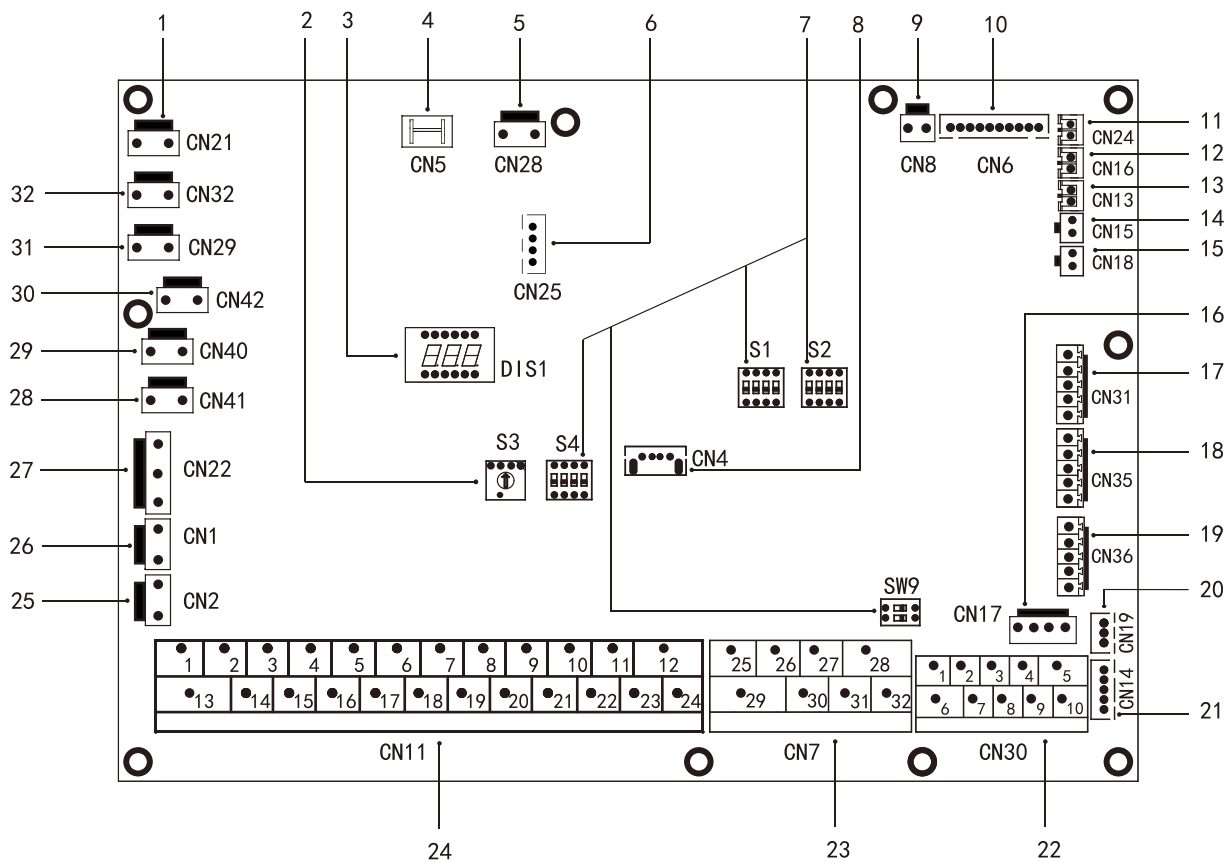 1 2 3 4 5 6 7 8 9 10
CN21
CN5
CN28
CN8
CN6
CN24 11
CN16 12
CN13 13
CN15 14
CN18 15
32 CN32
31 CN29
30 CN42
CN25
16
29 CN40
28 CN41
888
DIS1
S1 S2
CN31 17
27 CN22
S3 S4
CN4
CN35 18
26 CN1
CN36 19
25 CN2
SW9
CN17
CN19 20
1 2 3 4 5 6 7 8 9 10 11 12
13 14 15 16 17 18 19 20 21 22 23 24
CN11
25 26 27 28
29 30 31 32
CN7
1 2 3 4 5
6 7 8 9 10
CN30
CN14 21
24 23 22